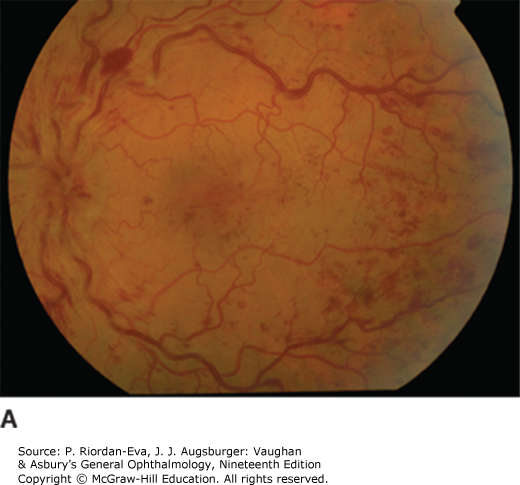 A
Source: P. Riordan-Eva, J. J. Augsburger: Vaughan
& Asbury's General Ophthalmology, Nineteenth Edition
Copyright © McGraw-Hill Education. All rights reserved.